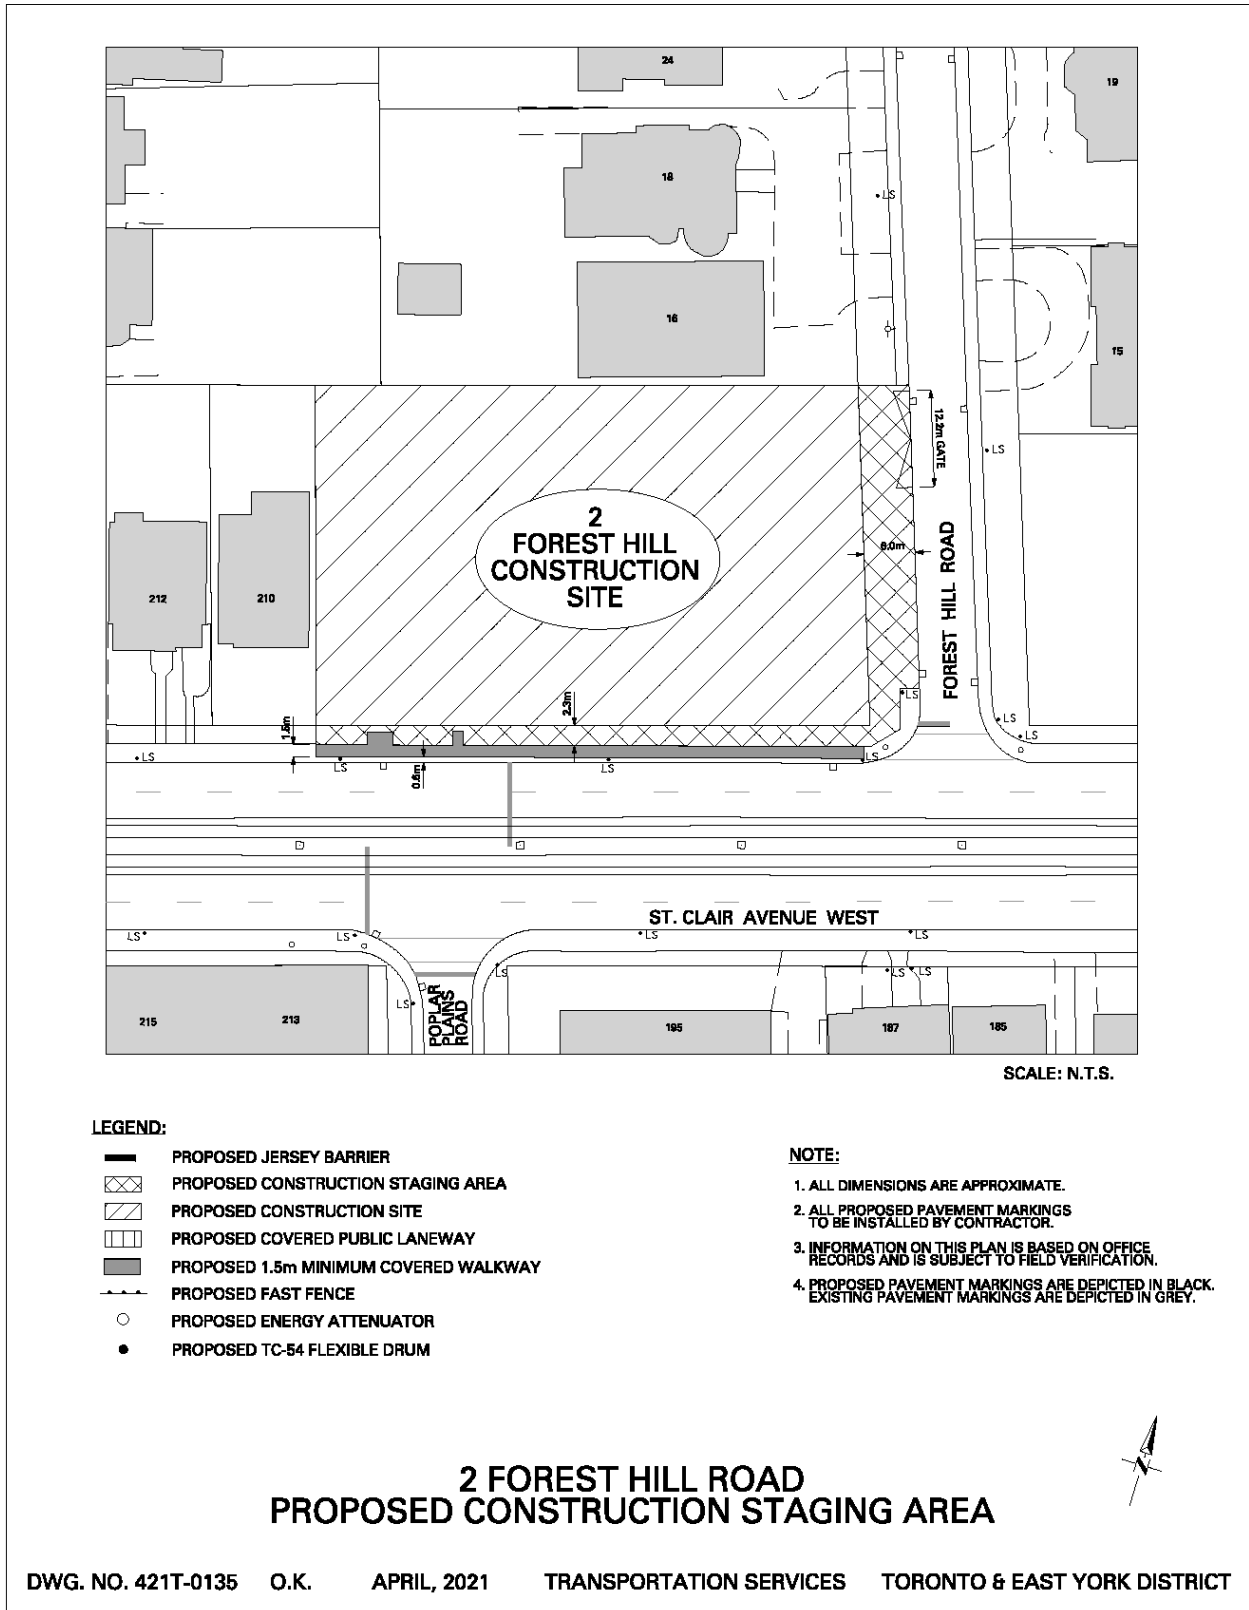 24
19
18
LS
16
15
12.2m GATE
LS
2
FOREST HILL
CONSTRUCTION
SITE
6.0m
FOREST HILL ROAD
212
210
2.3m
LS
LS
LS
1.5m
LS
LS
0.6m
LS
LS
ST. CLAIR AVENUE WEST
LS
LS
LS
LS
LS
LS
LS
LS
POPLAR
PLAINS
ROAD
215
213
195
187
185
SCALE: N.T.S.
LEGEND:
PROPOSED JERSEY BARRIER
PROPOSED CONSTRUCTION STAGING AREA
PROPOSED CONSTRUCTION SITE
PROPOSED COVERED PUBLIC LANEWAY
PROPOSED 1.5m MINIMUM COVERED WALKWAY
PROPOSED FAST FENCE
PROPOSED ENERGY ATTENUATOR
PROPOSED TC-54 FLEXIBLE DRUM
NOTE:
1. ALL DIMENSIONS ARE APPROXIMATE.
2. ALL PROPOSED PAVEMENT MARKINGS
TO BE INSTALLED BY CONTRACTOR.
3. INFORMATION ON THIS PLAN IS BASED ON OFFICE
RECORDS AND IS SUBJECT TO FIELD VERIFICATION.
4. PROPOSED PAVEMENT MARKINGS ARE DEPICTED IN BLACK.
EXISTING PAVEMENT MARKINGS ARE DEPICTED IN GREY.
N
2 FOREST HILL ROAD
PROPOSED CONSTRUCTION STAGING AREA
DWG. NO. 421T-0135 O.K. APRIL, 2021 TRANSPORTATION SERVICES TORONTO & EAST YORK DISTRICT